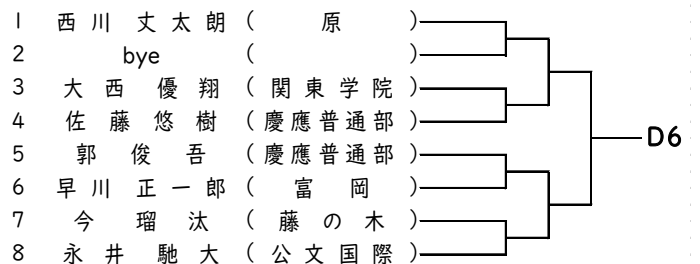 1 西川 丈太朗 ( 原 )
2 bye ( )
3 大西 優翔 ( 関東学院 )
4 佐藤悠樹 ( 慶應普通部 )
5 郭 俊吾 ( 慶應普通部 )
6 早川 正一郎 ( 富岡 )
7 今 瑠汰 ( 藤の木 )
8 永井 馳大 ( 公文国際 )
D6